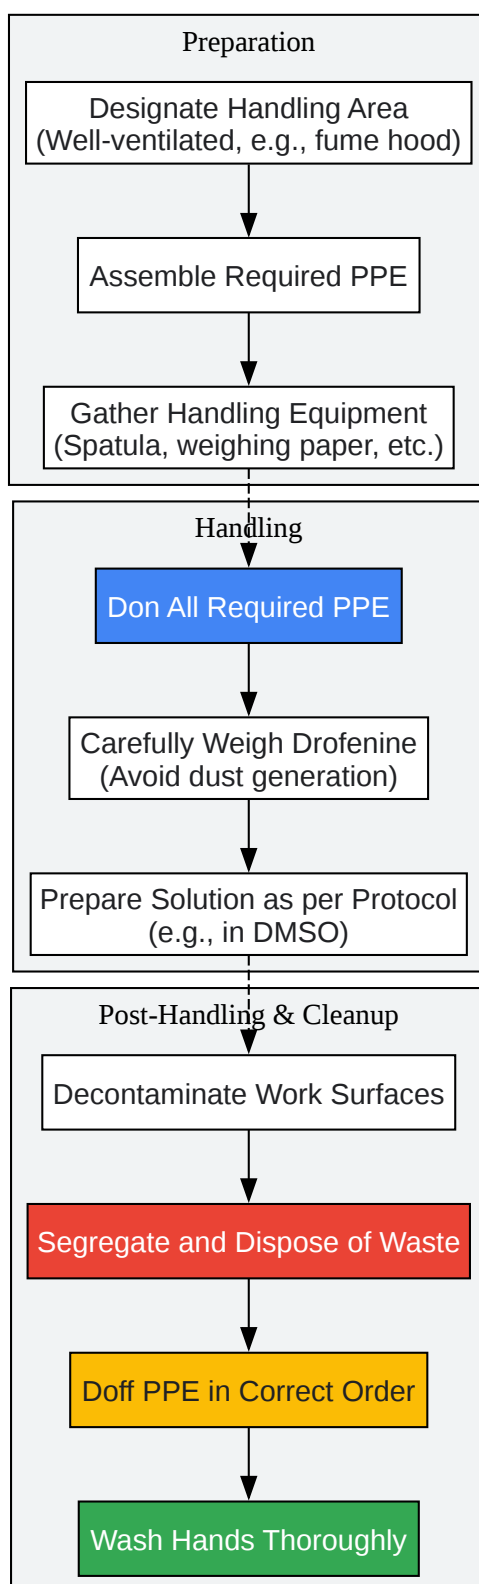 Preparation
Designate Handling Area
(Well-ventilated, e.g., fume hood)
Assemble Required PPE
Gather Handling Equipment
(Spatula, weighing paper, etc.)
Handling
Don All Required PPE
Carefully Weigh Drofenine
(Avoid dust generation)
Prepare Solution as per Protocol
(e.g., in DMSO)
Post-Handling & Cleanup
Decontaminate Work Surfaces
Segregate and Dispose of Waste
Doff PPE in Correct Order
Wash Hands Thoroughly